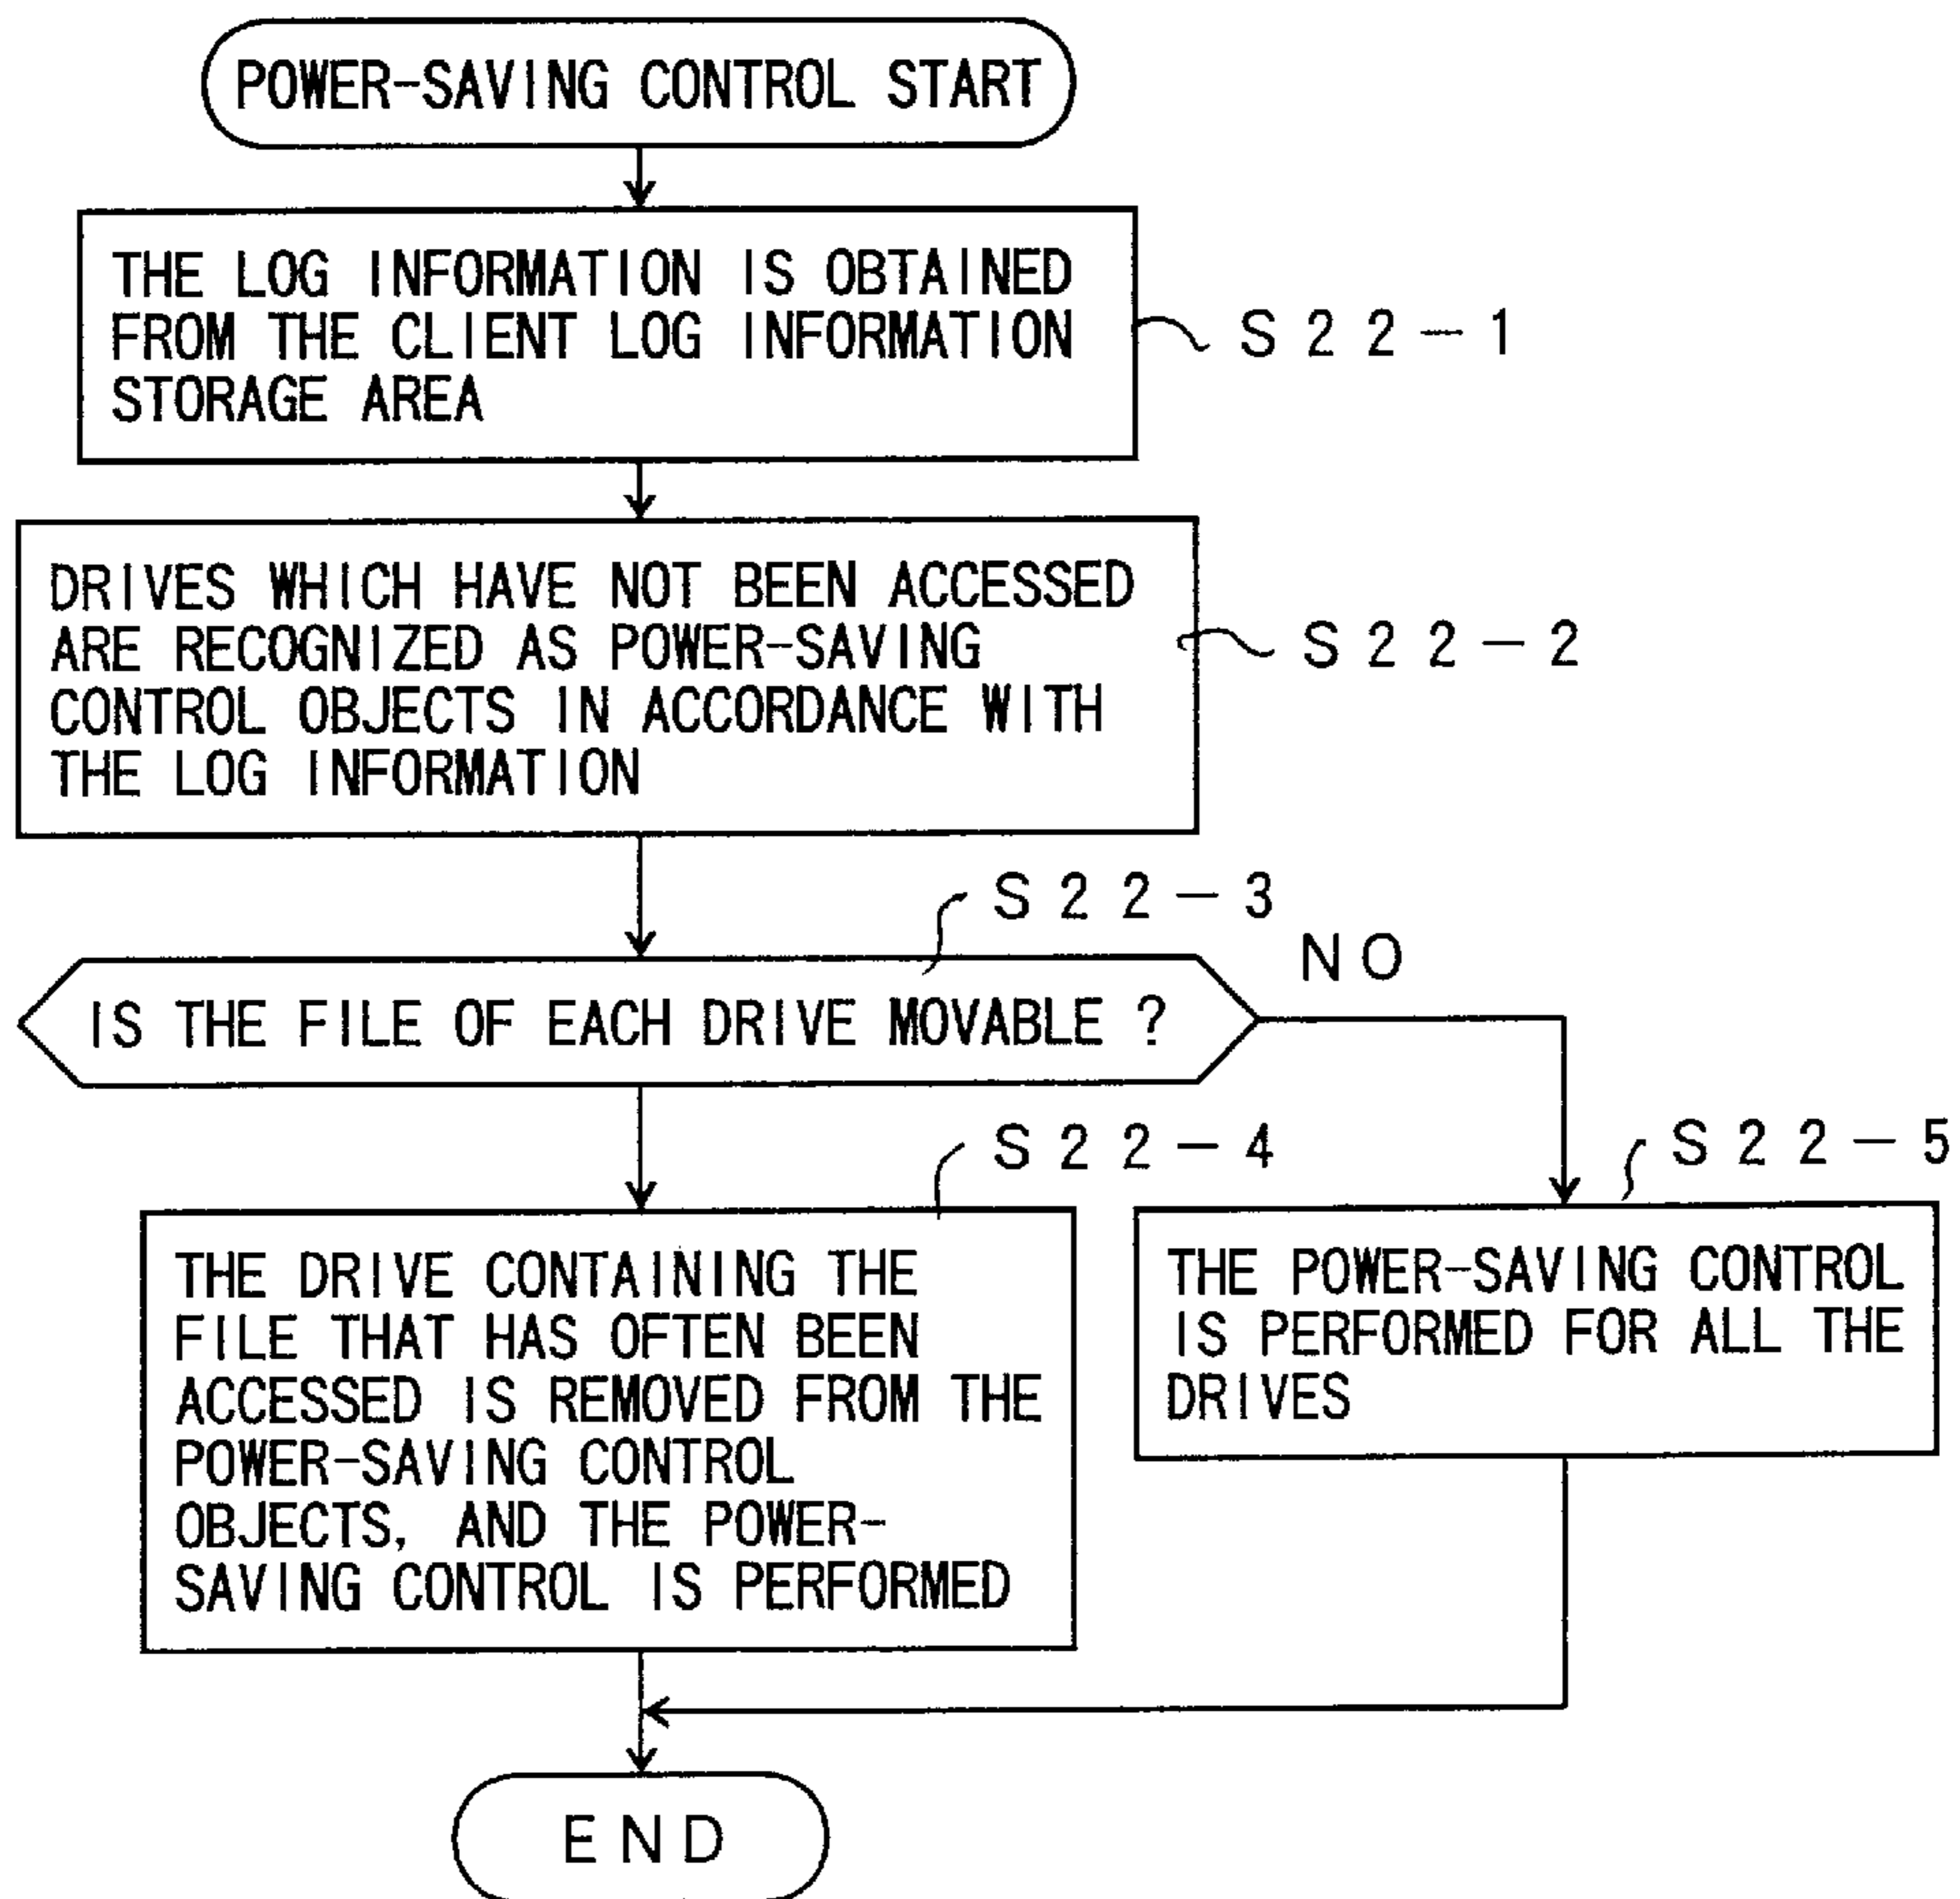 POWER-SAVING CONTROL START
THE LOG INFORMATION IS OBTAINED
FROM THE CLIENT LOG INFORMATION
STORAGE AREA
S22-1
DRIVES WHICH HAVE NOT BEEN ACCESSED
ARE RECOGNIZED AS POWER-SAVING
CONTROL OBJECTS IN ACCORDANCE WITH
THE LOG INFORMATION
S22-2
S22-3
IS THE FILE OF EACH DRIVE MOVABLE ?
NO
S22-4
THE DRIVE CONTAINING THE
FILE THAT HAS OFTEN BEEN
ACCESSED IS REMOVED FROM THE
POWER-SAVING CONTROL
OBJECTS, AND THE POWER-
SAVING CONTROL IS PERFORMED
S22-5
THE POWER-SAVING CONTROL
IS PERFORMED FOR ALL THE
DRIVES
END